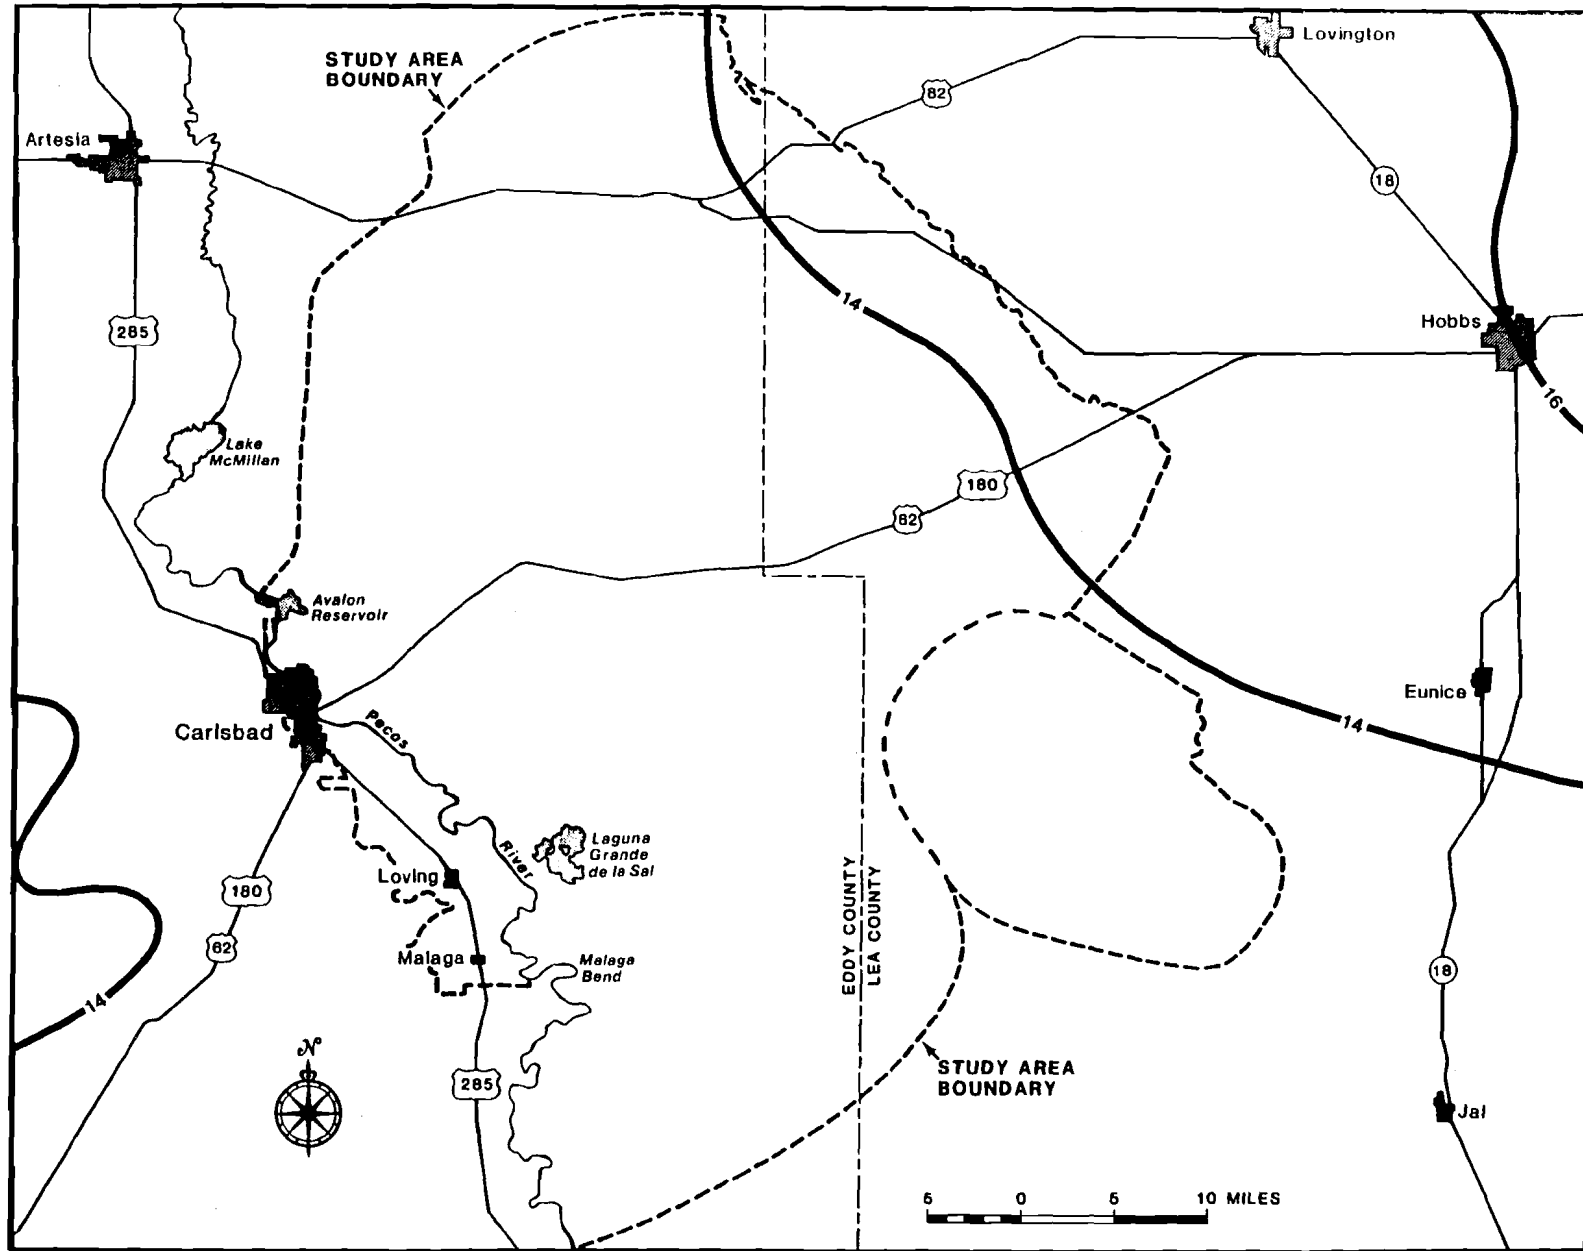 Lovington
STUDY AREA
BOUNDARY
82
Artesia
18
14
Hobbs
285
16
Lake
McMillan
180
62
Avalon
Reservoir
Eunice
Pecos
Carlsbad
14
River
Laguna
Grande
de la Sal
Loving
180
EDDY COUNTY
LEA COUNTY
62
Malaga
Malaga
Bend
18
14
N
STUDY AREA
BOUNDARY
285
Jal
5 0 5 10 MILES